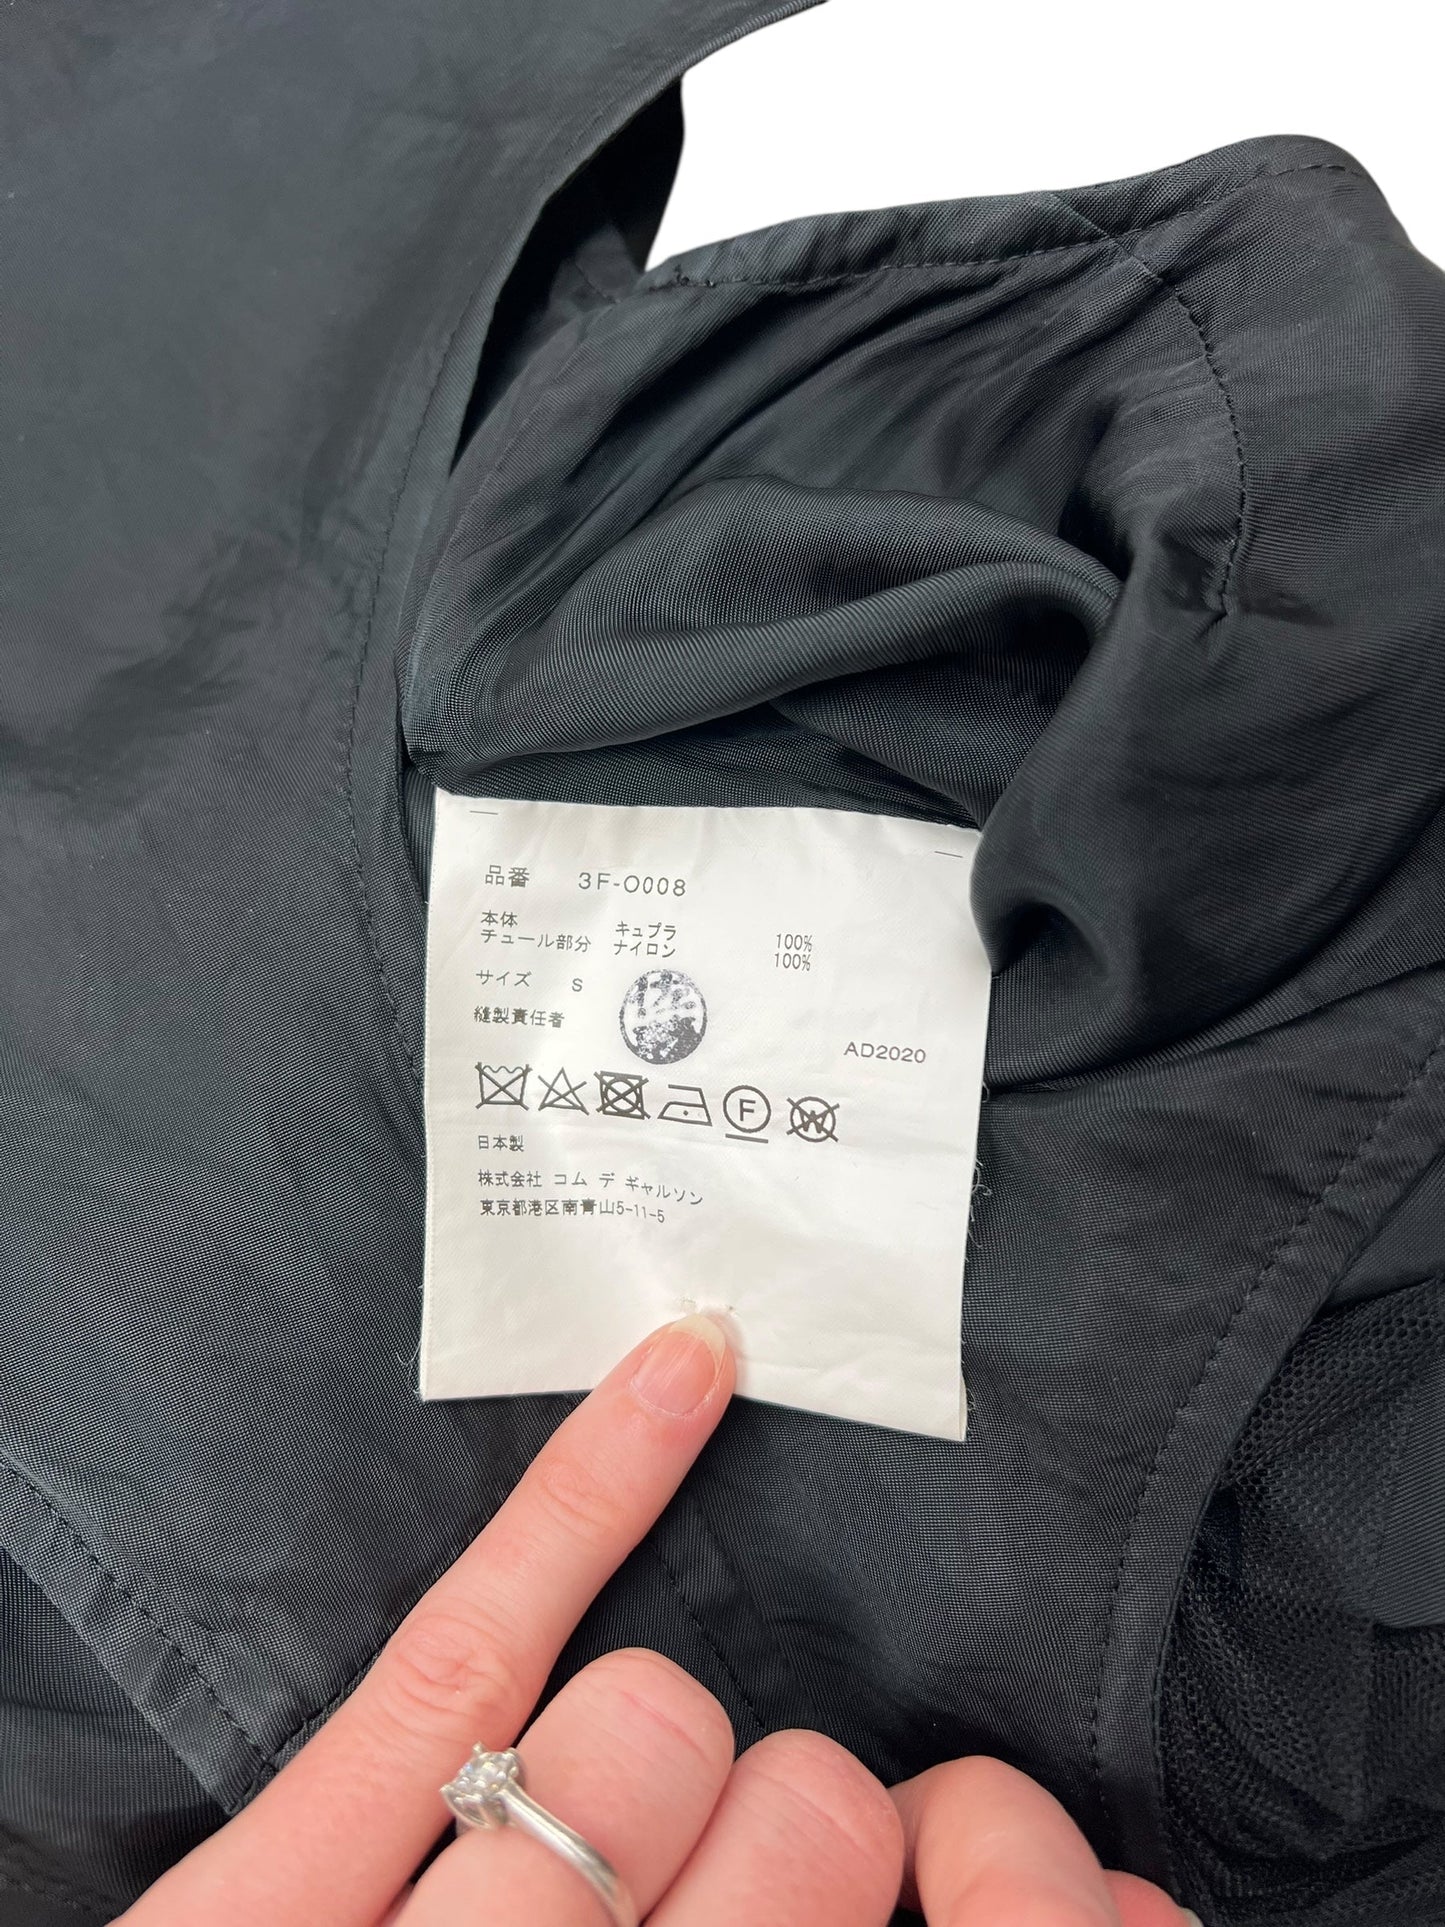 品番 3F-O008
本体 キュプラ 100%
チュール部分 ナイロン 100%
サイズ S
縫製責任者
AD2020
F
W
日本製
株式会社 コム デ ギャルソン
東京都港区南青山5-11-5